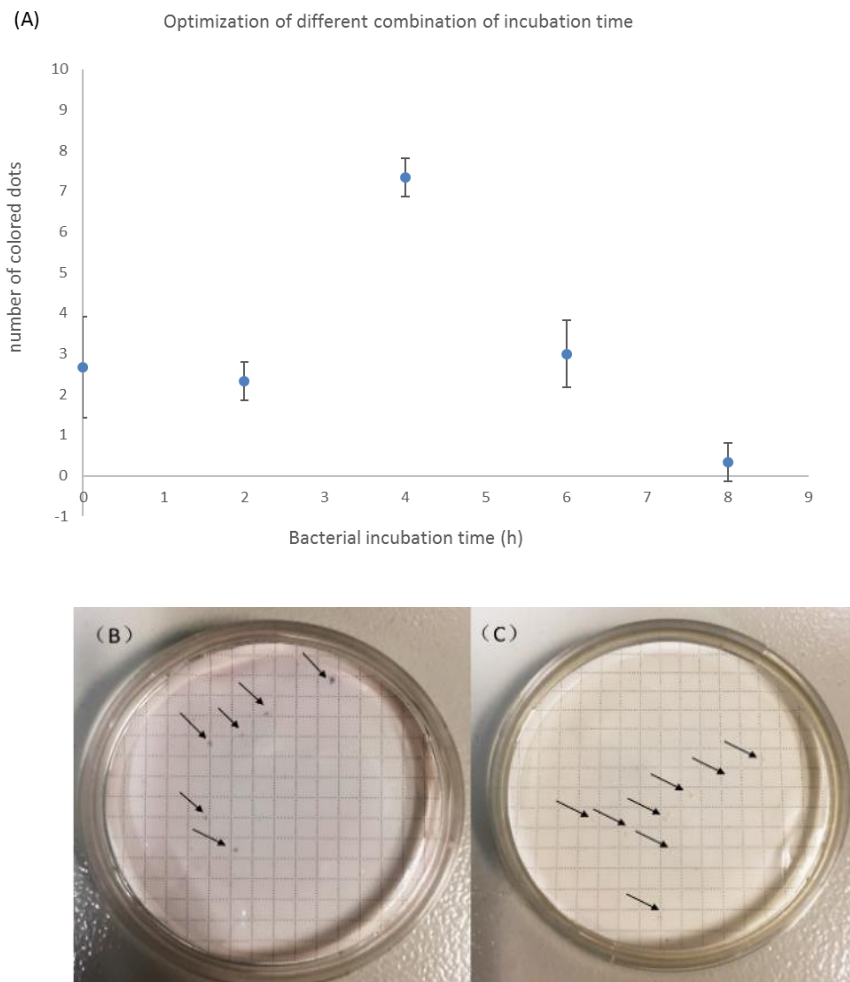 (A)
Optimization of different combination of incubation time
10
9
8
7
6
5
4
3
2
1
0
-1
number of colored dots
0 1 2 3 4 5 6 7 8 9
Bacterial incubation time (h)
（B）
（C）